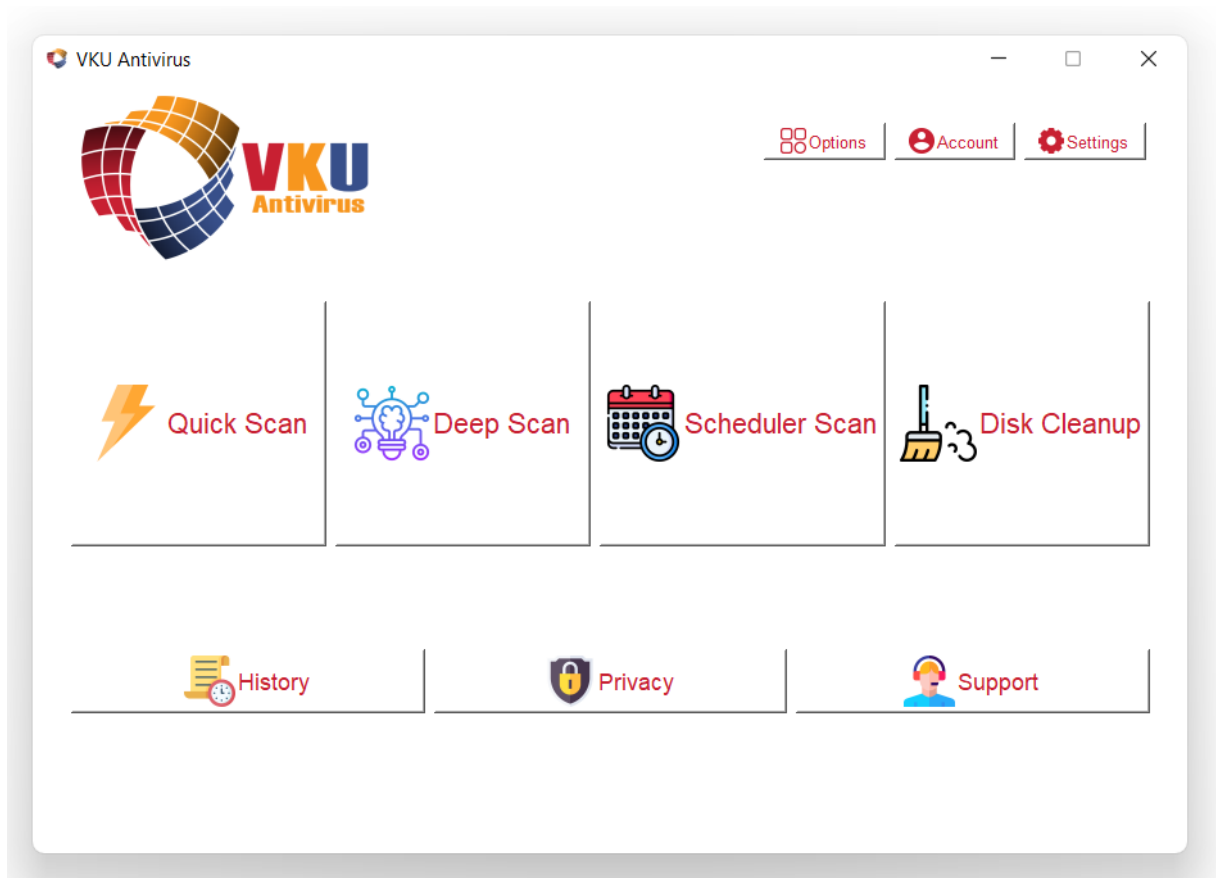 VKU Antivirus
VKU
Antivirus
Options Account Settings
Quick Scan Deep Scan Scheduler Scan Disk Cleanup
History Privacy Support